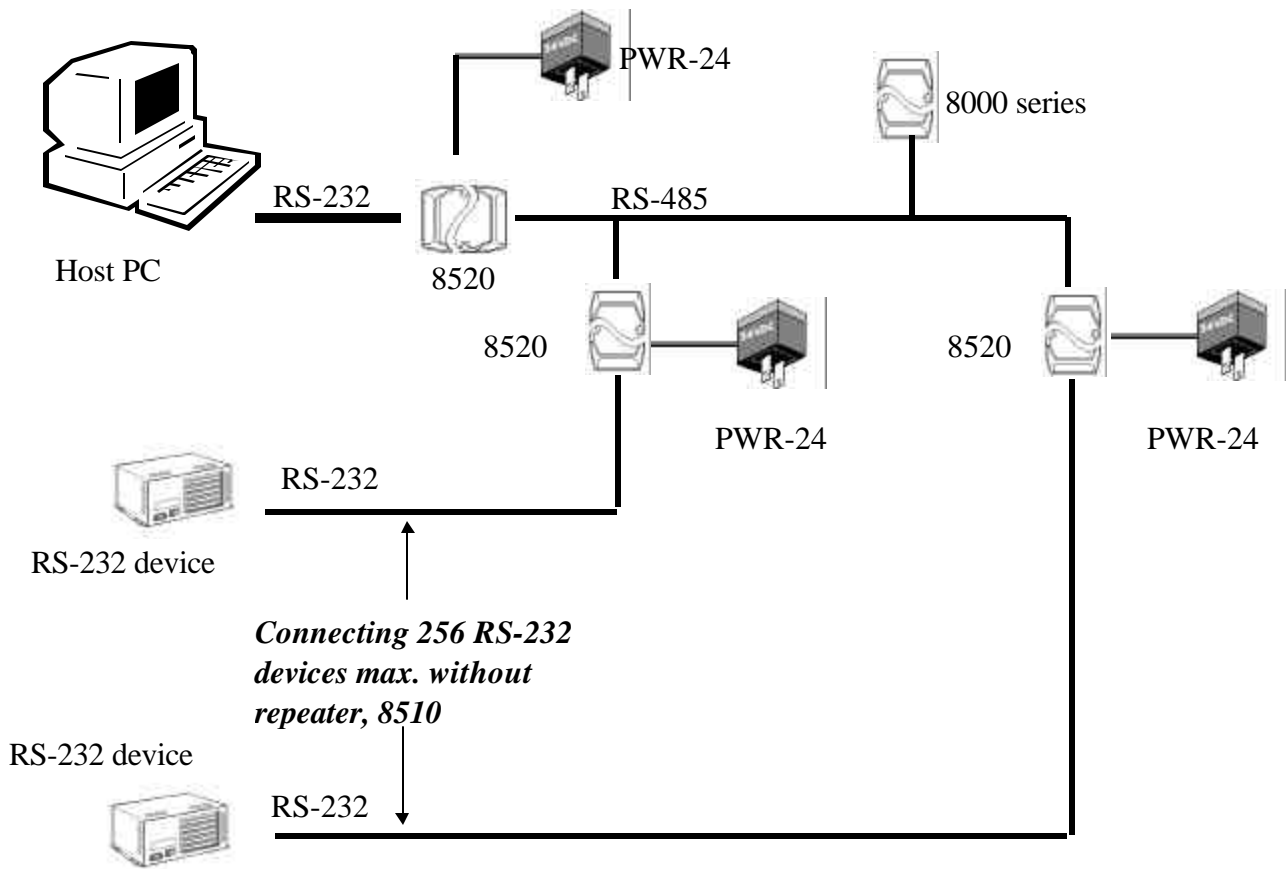 PWR-24
8000 series
RS-232
RS-485
Host PC
8520
8520
8520
PWR-24
PWR-24
RS-232
RS-232 device
Connecting 256 RS-232
devices max. without
repeater, 8510
RS-232 device
RS-232